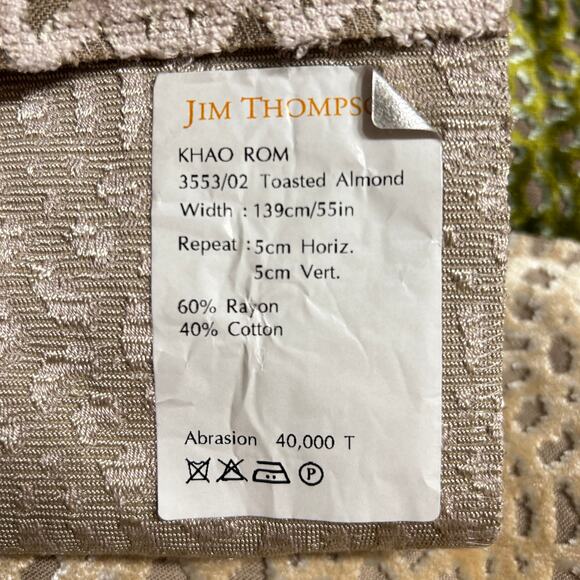 JIM THOMPS
KHAO ROM
3553/02 Toasted Almond
Width : 139cm/55in
Repeat : 5cm Horiz.
5cm Vert.
60% Rayon
40% Cotton
Abrasion 40,000 T
P